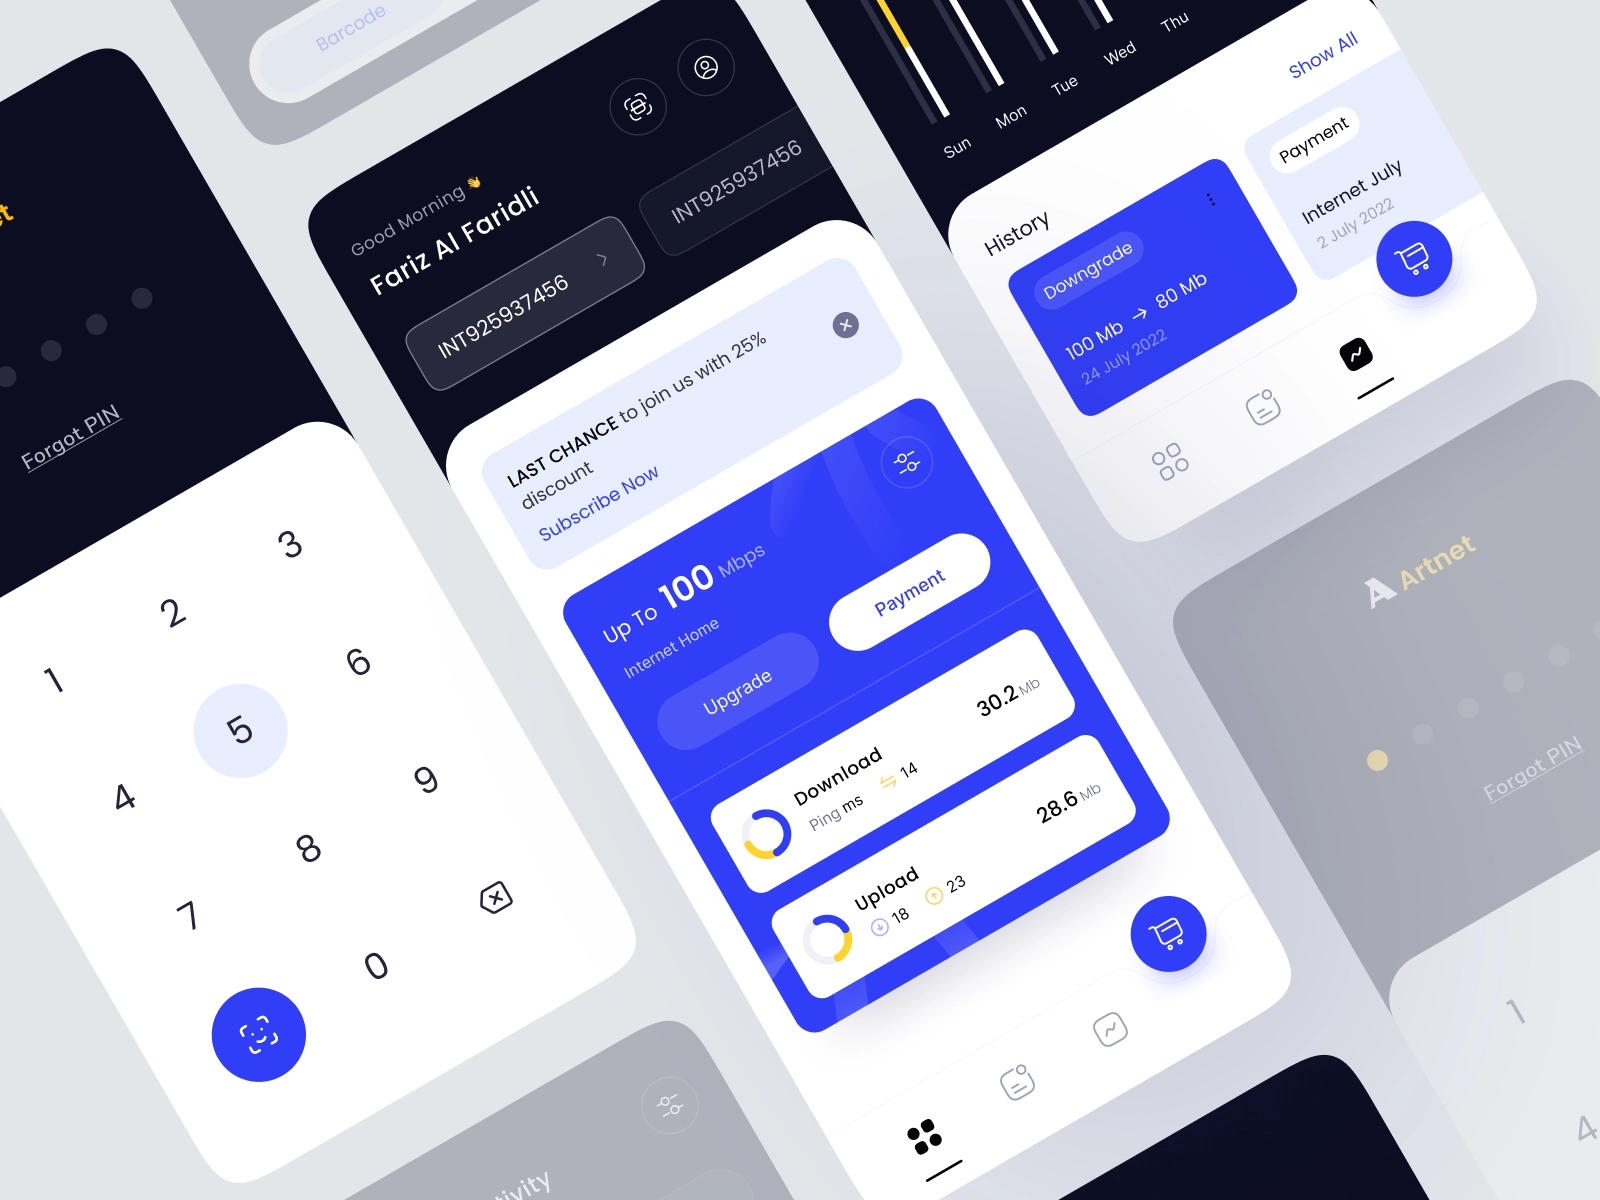 Barcode
et
Forgot PIN
1
2
3
4
5
6
7
8
9
0
Good Morning 👋
Fariz Al Faridli
INT925937456
INT925937456
LAST CHANCE to join us with 25%
discount
Subscribe Now
Up To 100 Mbps
Internet Home
Upgrade
Payment
Download
Ping ms
14
30.2 Mb
Upload
18
23
28.6 Mb
Sun
Mon
Tue
Wed
Thu
History
Show All
Downgrade
100 Mb → 80 Mb
24 July 2022
Payment
Internet July
2 July 2022
Artnet
Forgot PIN
1
4
tivity